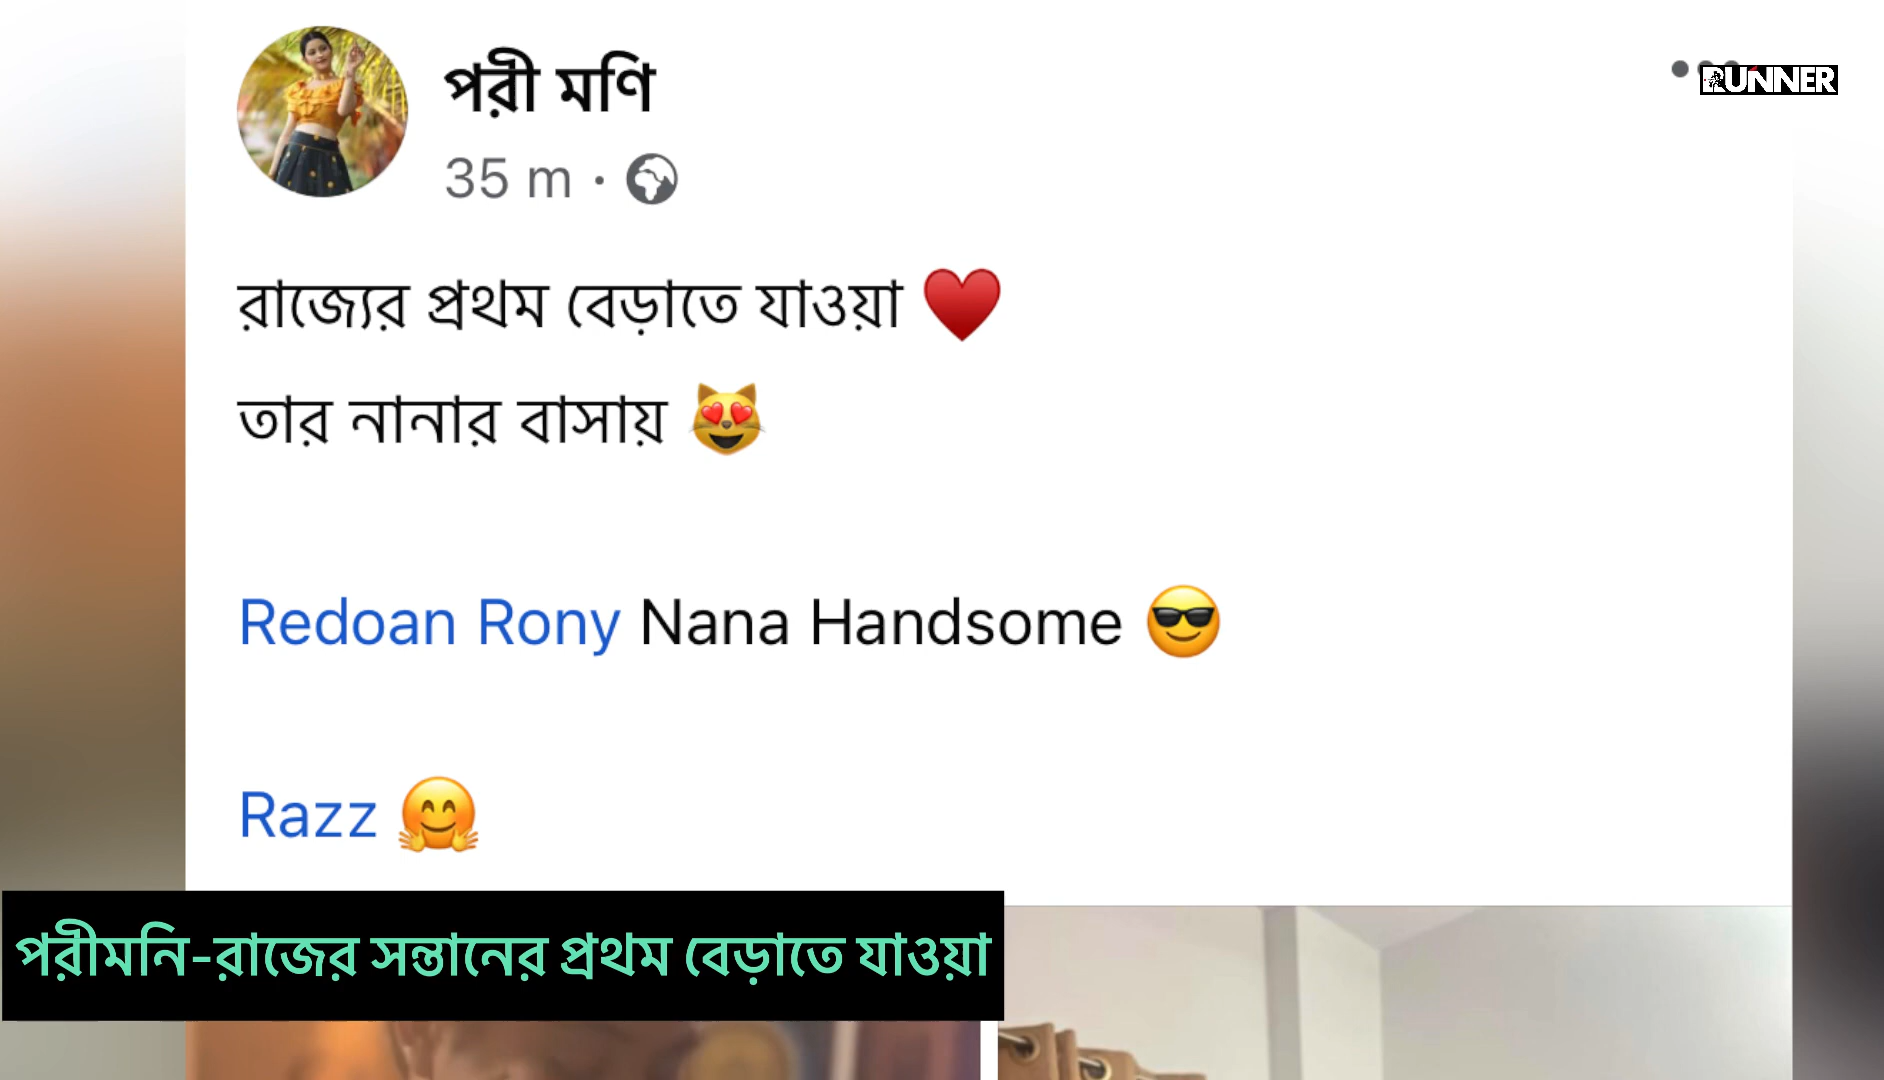 পরী মণি
RUNNER
35 m ·
রাজ্যের প্রথম বেড়াতে যাওয়া ♥️
তার নানার বাসায় 😻
Redoan Rony Nana Handsome 😎
Razz 🤗
পরীমনি-রাজের সন্তানের প্রথম বেড়াতে যাওয়া